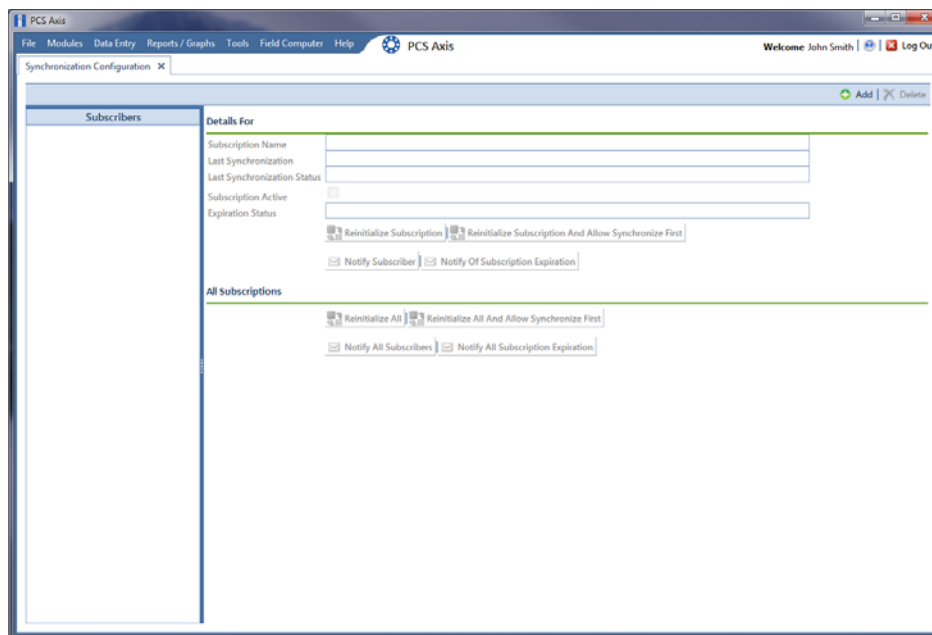 PCS Axis
File Modules Data Entry Reports / Graphs Tools Field Computer Help PCS Axis Welcome John Smith Log Ou
Synchronization Configuration X
Add | Delete
Subscribers
Details For
Subscription Name
Last Synchronization
Last Synchronization Status
Subscription Active
Expiration Status
Reinitialize Subscription Reinitialize Subscription And Allow Synchronize First
Notify Subscriber Notify Of Subscription Expiration
All Subscriptions
Reinitialize All Reinitialize All And Allow Synchronize First
Notify All Subscribers Notify All Subscription Expiration